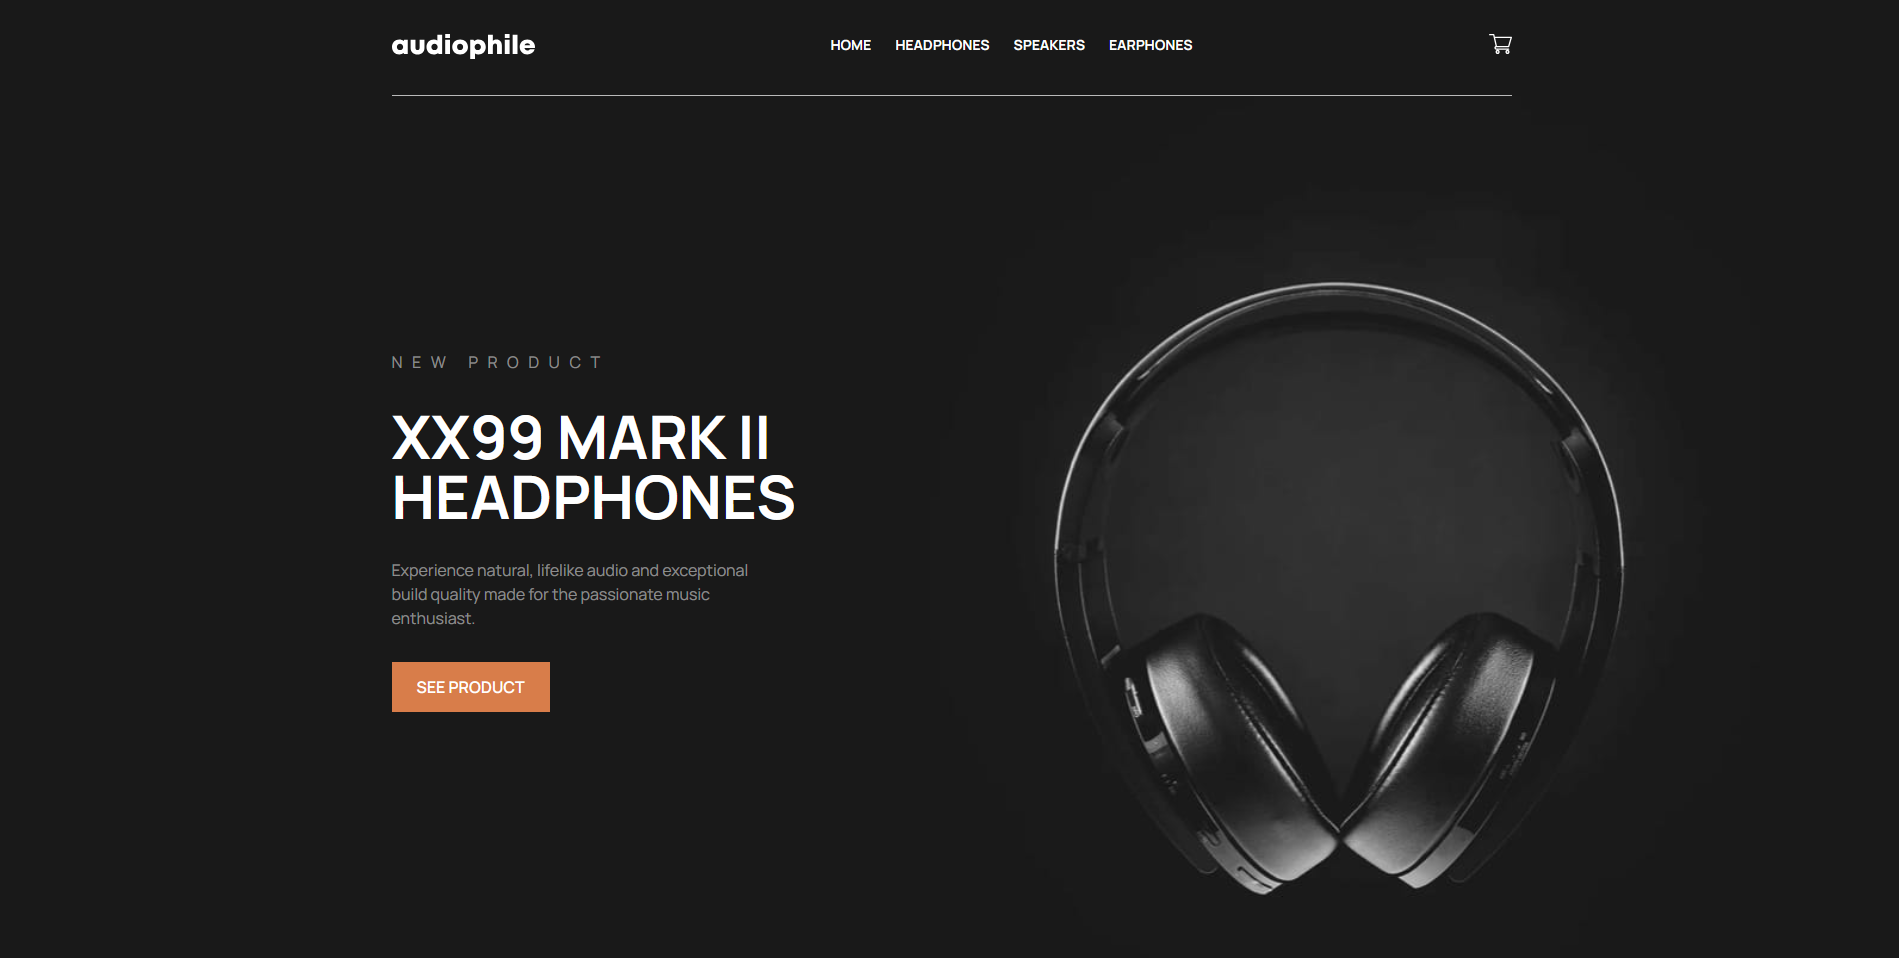 audiophile
HOME HEADPHONES SPEAKERS EARPHONES
NEW PRODUCT
XX99 MARK II
HEADPHONES
Experience natural, lifelike audio and exceptional
build quality made for the passionate music
enthusiast.
SEE PRODUCT